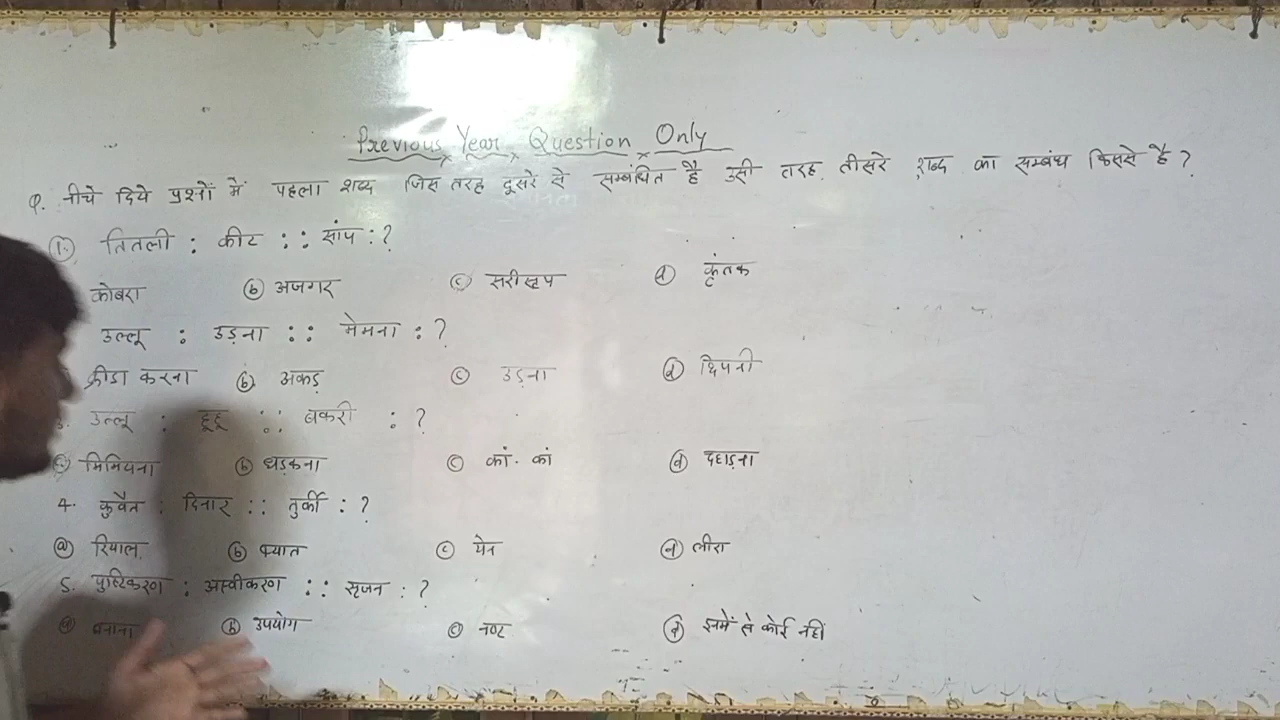 Previous Year Question Only
Q. नीचे दिये प्रश्नों में पहला शब्द जिस तरह दूसरे से सम्बंधित है उसी तरह तीसरे शब्द का सम्बंध किससे है ?
1. तितली : कीट :: सांप : ?
कोबरा (b) अजगर (c) सरीसृप (d) कृंतक
उल्लू : उड़ना :: मेमना : ?
क्रीडा करना (b) अकड़ (c) उड़ना (d)
3. उल्लू : हूहू :: बकरी : ?
मिमियना (b) धड़कना (c) कां. कां (d) दहाड़ना
4. कुवैत : दिनार :: तुर्की : ?
(a) रियाल (b) क्यात (c) येन (d) लीरा
5. पुष्टिकरण : अस्वीकरण :: सृजन : ?
(a) बनाना (b) उपयोग (c) नष्ट (d) इनमें से कोई नहीं